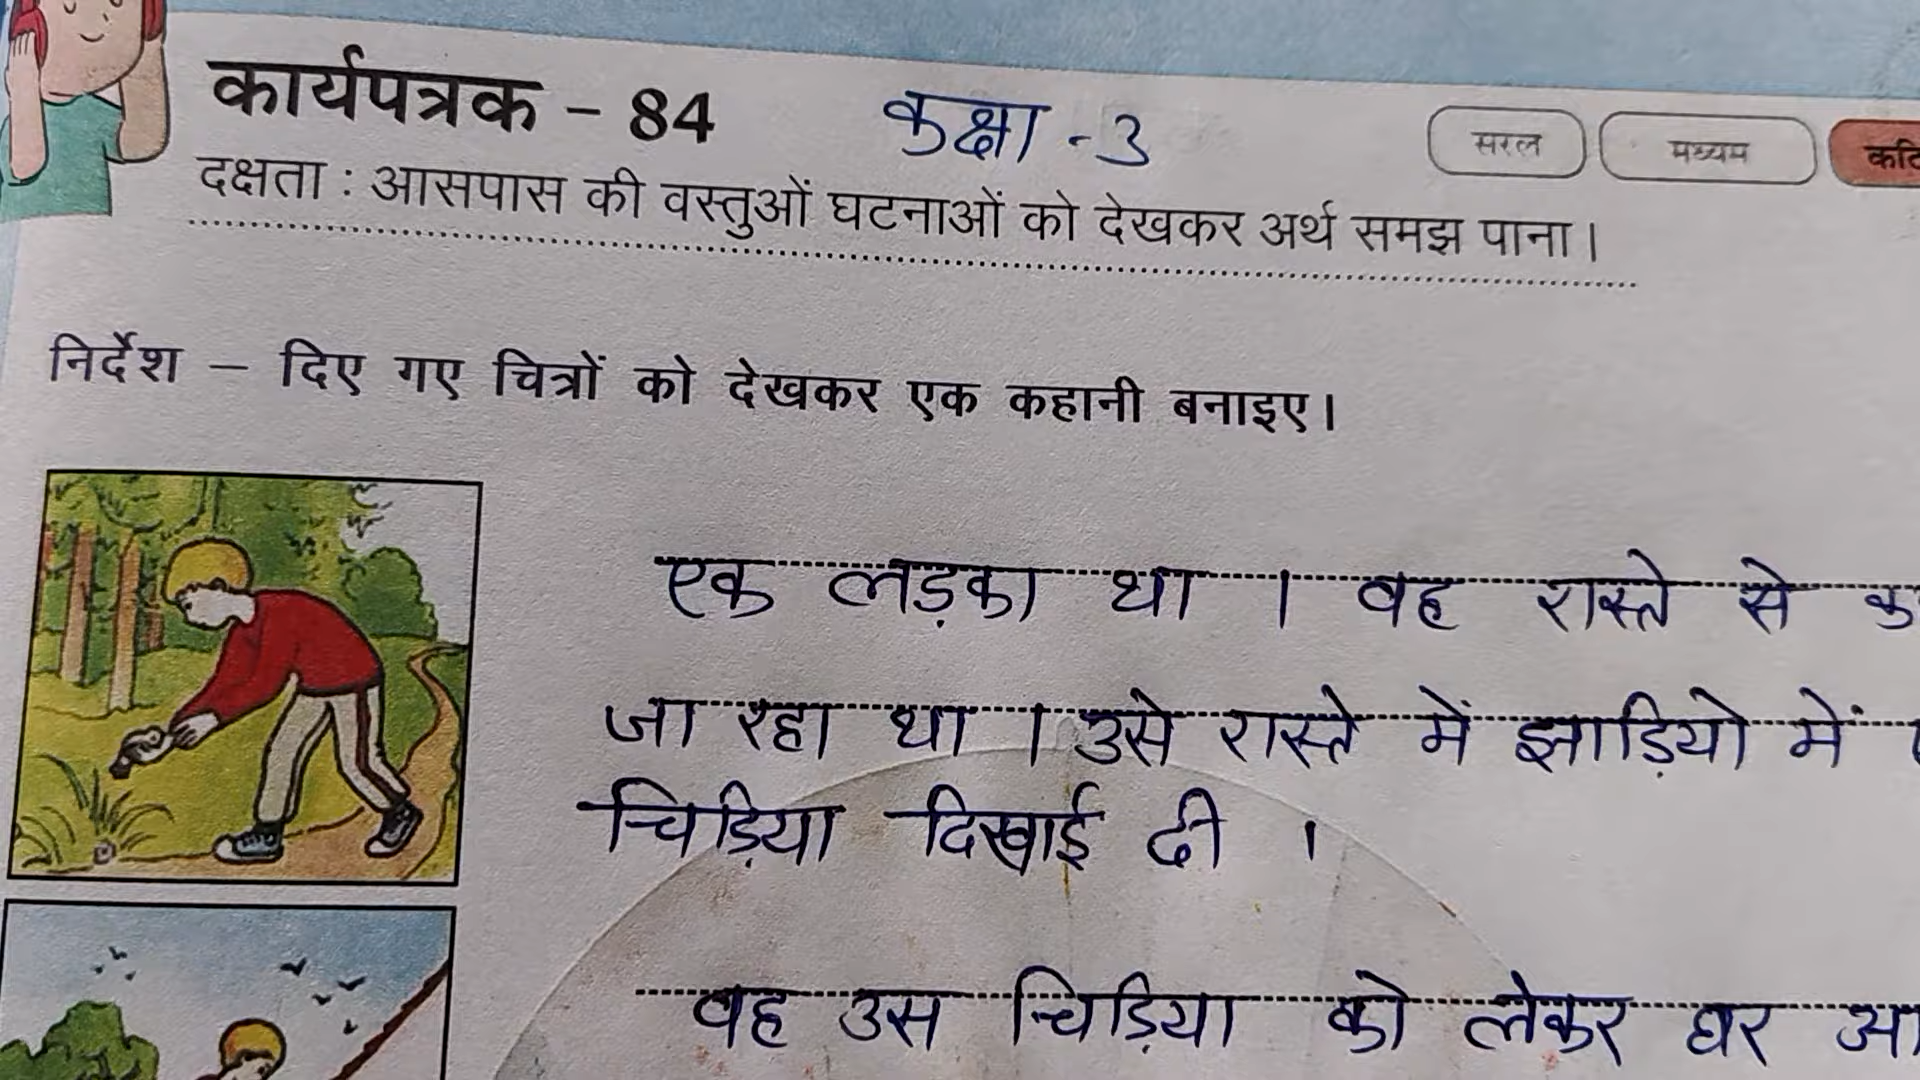 कार्यपत्रक - 84 कक्षा - 3 सरल मध्यम
दक्षता : आसपास की वस्तुओं घटनाओं को देखकर अर्थ समझ पाना।
निर्देश – दिए गए चित्रों को देखकर एक कहानी बनाइए।
एक लड़का था । वह रास्ते से
जा रहा था । उसे रास्ते में झाड़ियो में
चिड़िया दिखाई दी ।
वह उस चिड़िया को लेकर घर